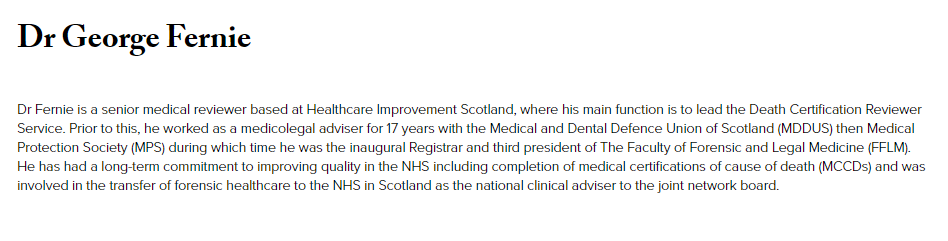 Dr George Fernie
Dr Fernie is a senior medical reviewer based at Healthcare Improvement Scotland, where his main function is to lead the Death Certification Reviewer
Service. Prior to this, he worked as a medicolegal adviser for 17 years with the Medical and Dental Defence Union of Scotland (MDDUS) then Medical
Protection Society (MPS) during which time he was the inaugural Registrar and third president of The Faculty of Forensic and Legal Medicine (FFLM).
He has had a long-term commitment to improving quality in the NHS including completion of medical certifications of cause of death (MCCDs) and was
involved in the transfer of forensic healthcare to the NHS in Scotland as the national clinical adviser to the joint network board.